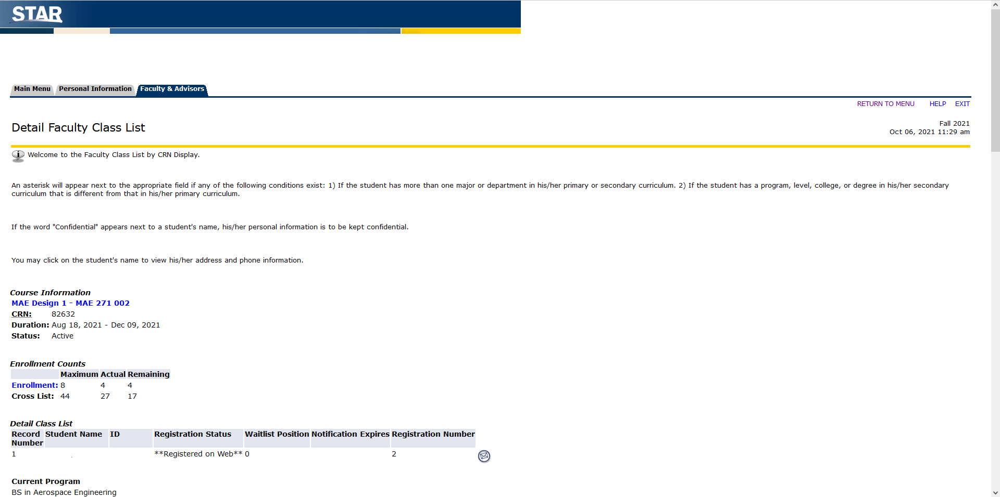 STAR
Main Menu Personal Information Faculty & Advisors
RETURN TO MENU HELP EXIT
Detail Faculty Class List
Fall 2021
Oct 06, 2021 11:29 am
Welcome to the Faculty Class List by CRN Display.
An asterisk will appear next to the appropriate field if any of the following conditions exist: 1) If the student has more than one major or department in his/her primary or secondary curriculum. 2) If the student has a program, level, college, or degree in his/her secondary
curriculum that is different from that in his/her primary curriculum.
If the word "Confidential" appears next to a student's name, his/her personal information is to be kept confidential.
You may click on the student's name to view his/her address and phone information.
Course Information
MAE Design 1 - MAE 271 002
CRN: 82632
Duration: Aug 18, 2021 - Dec 09, 2021
Status: Active
Enrollment Counts
Maximum Actual Remaining
Enrollment: 8 4 4
Cross List: 44 27 17
Detail Class List
Record Number Student Name ID Registration Status Waitlist Position Notification Expires Registration Number
1 **Registered on Web** 0 2
Current Program
BS in Aerospace Engineering